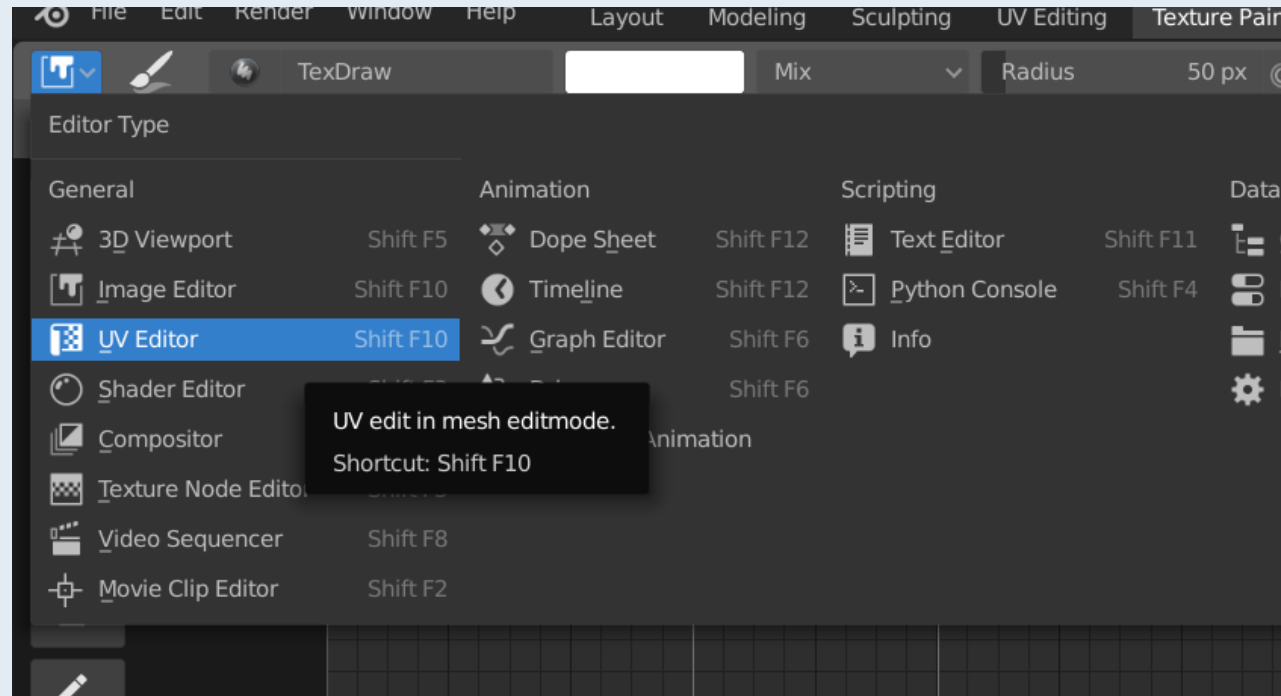 File Edit Render Window Help Layout Modeling Sculpting UV Editing Texture Pai
TexDraw Mix Radius 50 px
Editor Type
General Animation Scripting Data
3D Viewport Shift F5 Dope Sheet Shift F12 Text Editor Shift F11
Image Editor Shift F10 Timeline Shift F12 Python Console Shift F4
UV Editor Shift F10 Graph Editor Shift F6 Info
Shader Editor Shift F6
UV edit in mesh editmode.
Compositor Animation
Shortcut: Shift F10
Texture Node Editor
Video Sequencer Shift F8
Movie Clip Editor Shift F2